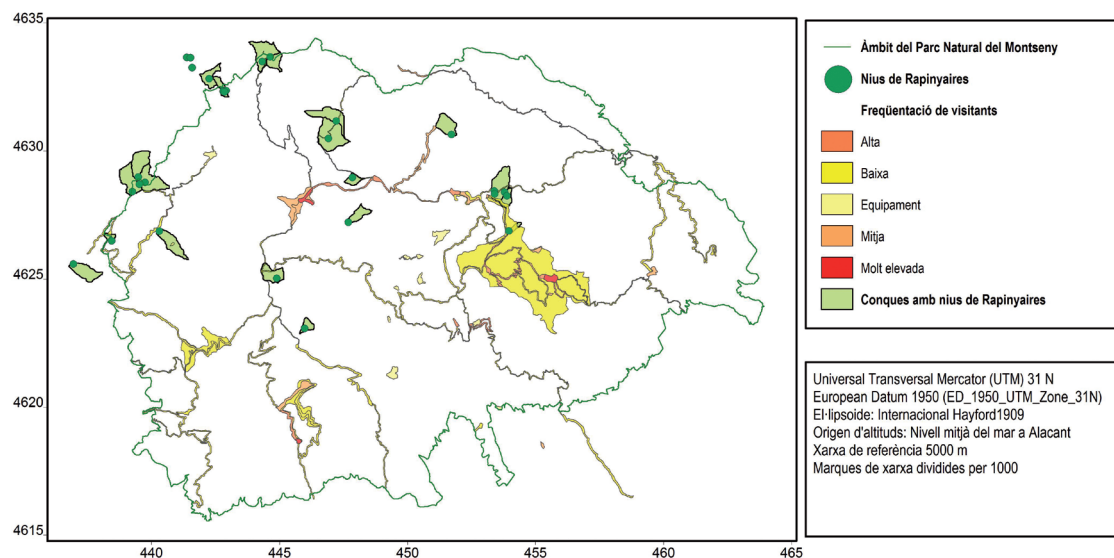 4635
4630
4625
4620
4615
440
445
450
455
460
465
Àmbit del Parc Natural del Montseny
Nius de Rapinyaires
Freqüentació de visitants
Alta
Baixa
Equipament
Mitja
Molt elevada
Conques amb nius de Rapinyaires
Universal Transversal Mercator (UTM) 31 N
European Datum 1950 (ED_1950_UTM_Zone_31N)
El·lipsoide: Internacional Hayford1909
Origen d'altituds: Nivell mitjà del mar a Alacant
Xarxa de referència 5000 m
Marques de xarxa dividides per 1000